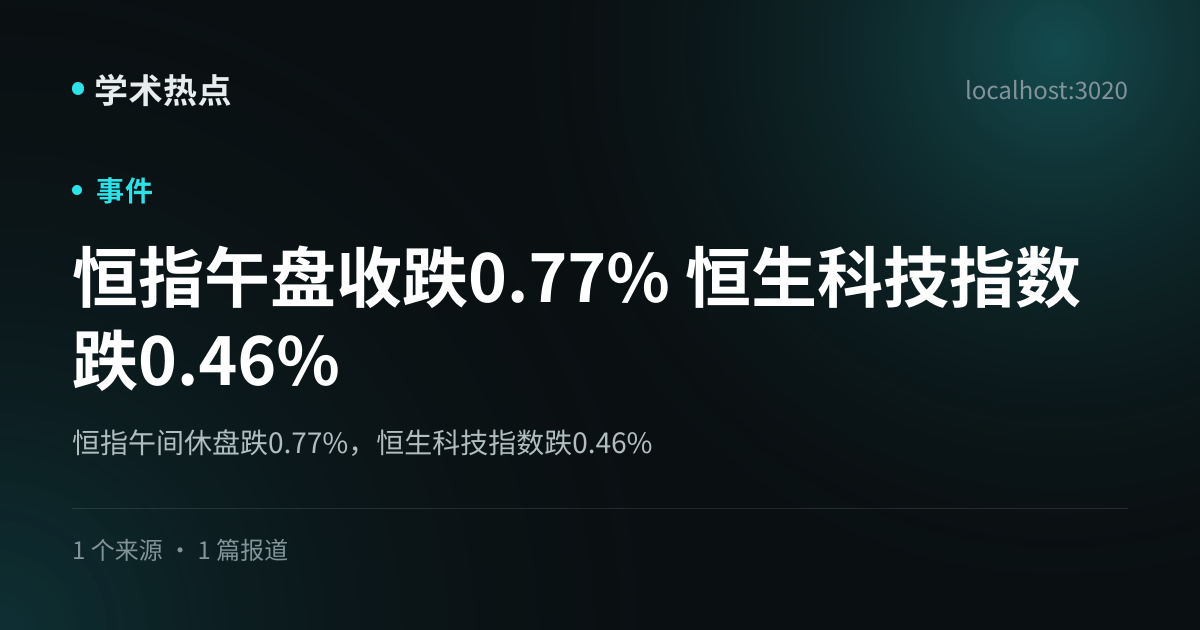 学术热点
localhost:3020
事件
恒指午盘收跌0.77% 恒生科技指数
跌0.46%
恒指午间休盘跌0.77%，恒生科技指数跌0.46%
1 个来源 · 1 篇报道